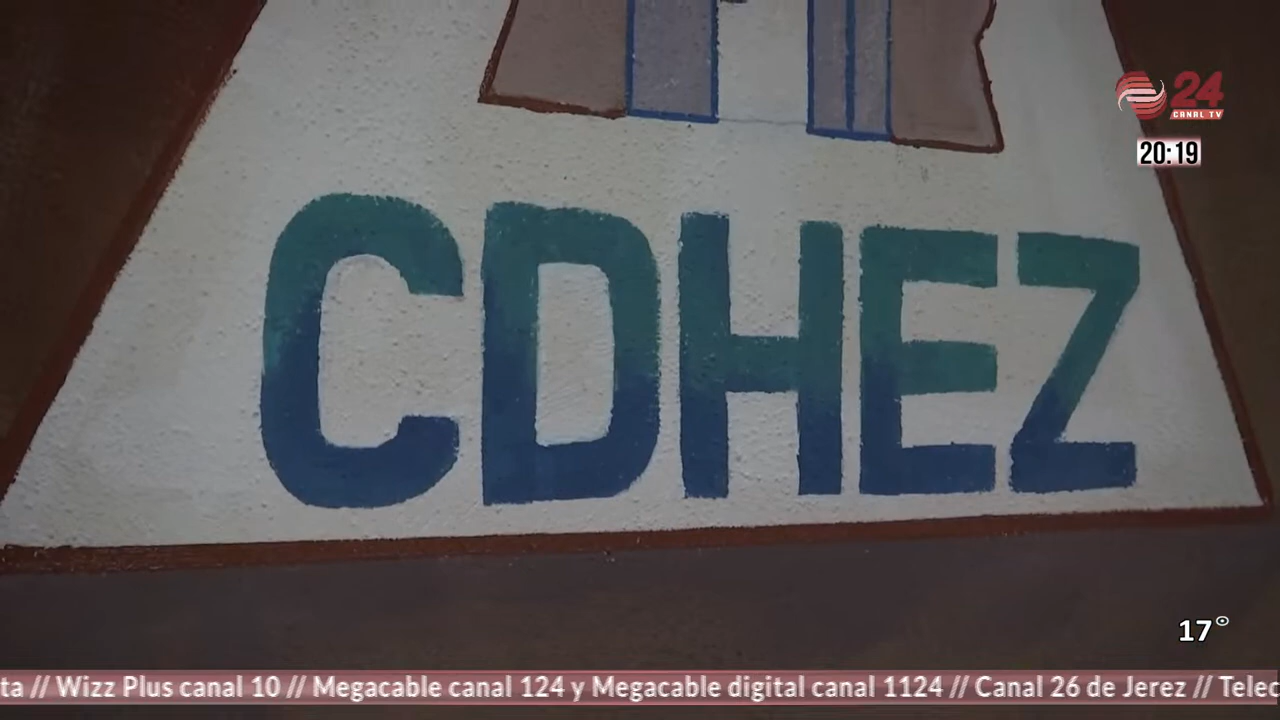 24
CANAL TV
20:19
CDHEZ
17°
ta // Wizz Plus canal 10 // Megacable canal 124 y Megacable digital canal 1124 // Canal 26 de Jerez // Telec